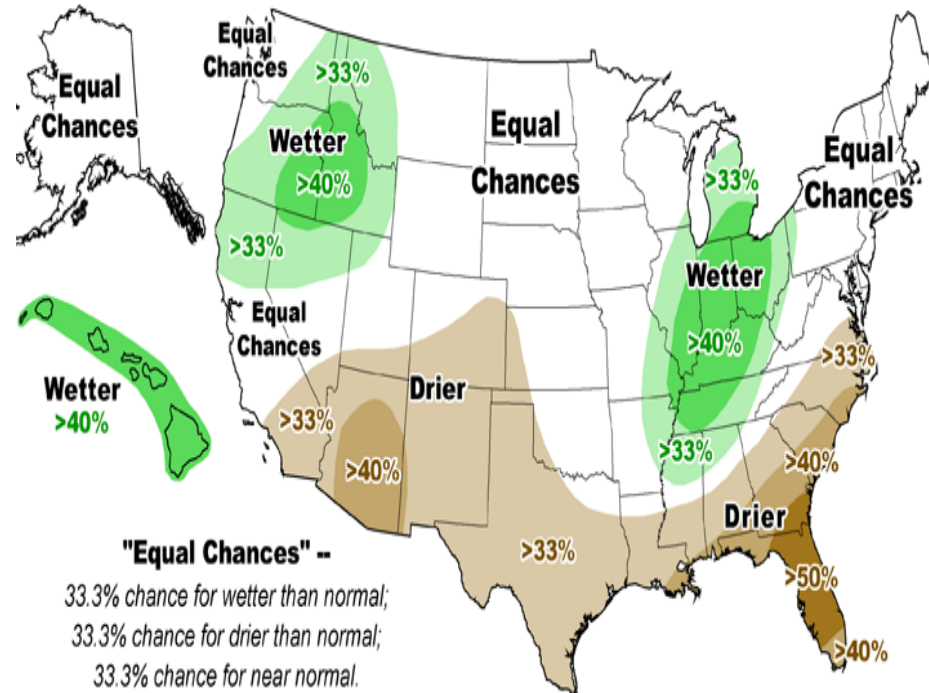 Equal
Chances
Equal
Chances
>33%
Wetter
>40%
>33%
Equal
Chances
Equal
Chances
>33%
Equal
Chances
Wetter
>40%
>33%
Wetter
>40%
Drier
>33%
>40%
>33%
>33%
>40%
Drier
>50%
>40%
"Equal Chances" --
33.3% chance for wetter than normal;
33.3% chance for drier than normal;
33.3% chance for near normal.